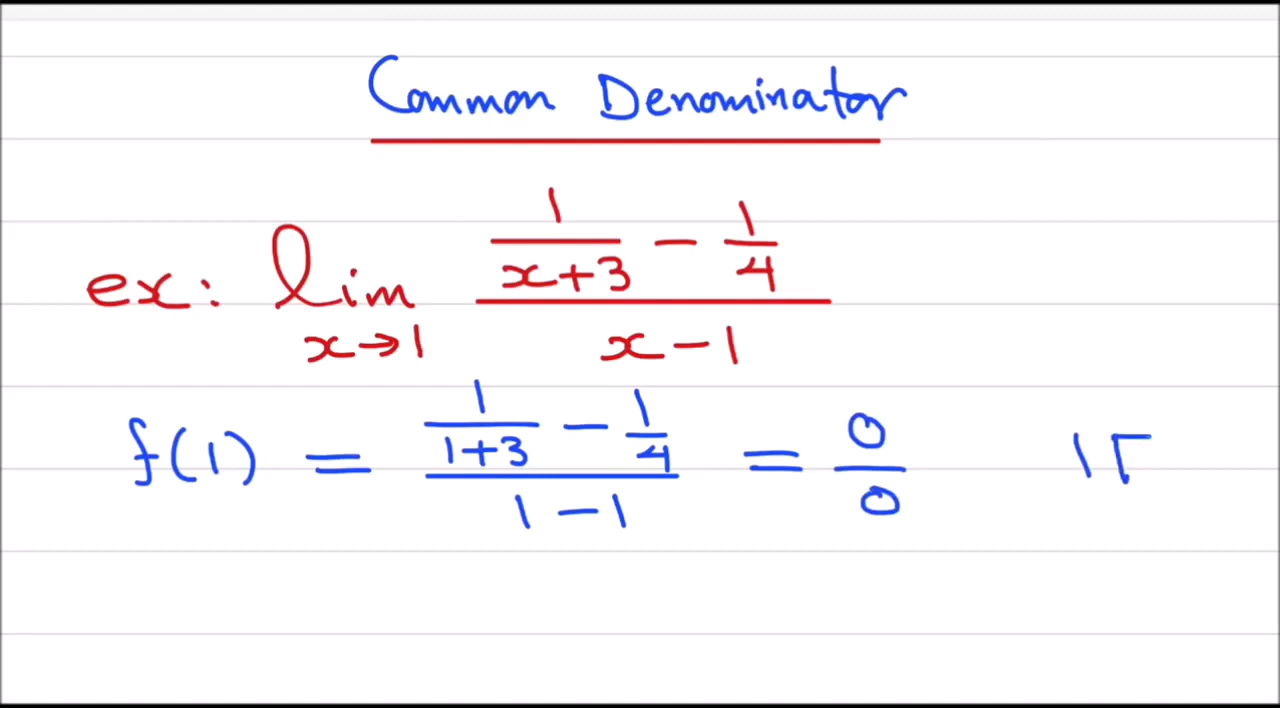 Common Denominator
ex: lim x→1 (1/(x+3) - 1/4)/(x-1)
f(1) = (1/(1+3) - 1/4)/(1-1) = 0/0